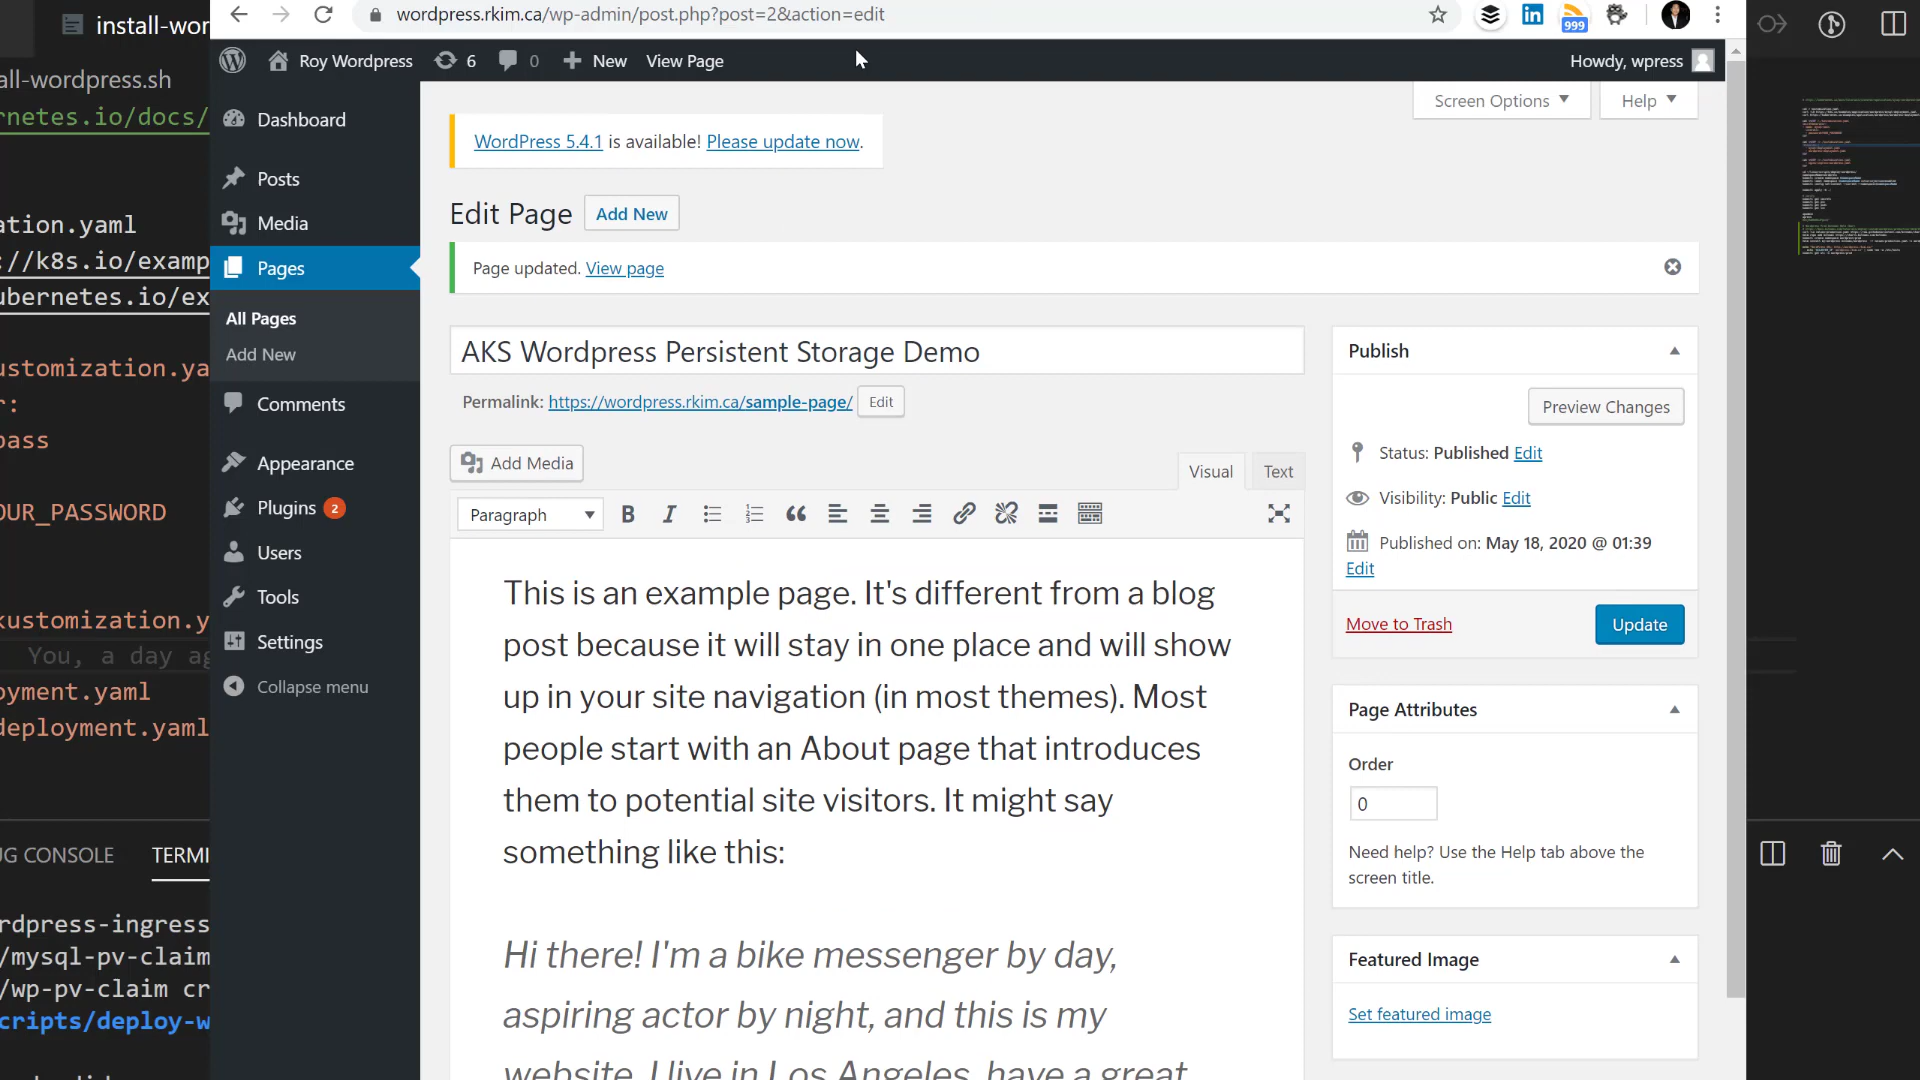 install-wor
wordpress.rkim.ca/wp-admin/post.php?post=2&action=edit
999
all-wordpress.sh
ernetes.io/docs/
ation.yaml
://k8s.io/examp
ubernetes.io/ex
ustomization.ya
r:
pass
OUR_PASSWORD
kustomization.y
You, a day ag
oyment.yaml
deployment.yaml
UG CONSOLE TERMI
rdpress-ingress
/mysql-pv-claim
/wp-pv-claim cr
cripts/deploy-w
Roy Wordpress 6 0 New View Page
Howdy, wpress
Dashboard
Posts
Media
Pages
All Pages
Add New
Comments
Appearance
Plugins 2
Users
Tools
Settings
Collapse menu
Screen Options Help
WordPress 5.4.1 is available! Please update now.
Edit Page Add New
Page updated. View page
AKS Wordpress Persistent Storage Demo
Permalink: https://wordpress.rkim.ca/sample-page/ Edit
Add Media
Visual Text
Paragraph
This is an example page. It's different from a blog
post because it will stay in one place and will show
up in your site navigation (in most themes). Most
people start with an About page that introduces
them to potential site visitors. It might say
something like this:
Hi there! I'm a bike messenger by day,
aspiring actor by night, and this is my
website. I live in Los Angeles, have a great
Publish
Preview Changes
Status: Published Edit
Visibility: Public Edit
Published on: May 18, 2020 @ 01:39
Edit
Move to Trash Update
Page Attributes
Order
0
Need help? Use the Help tab above the
screen title.
Featured Image
Set featured image